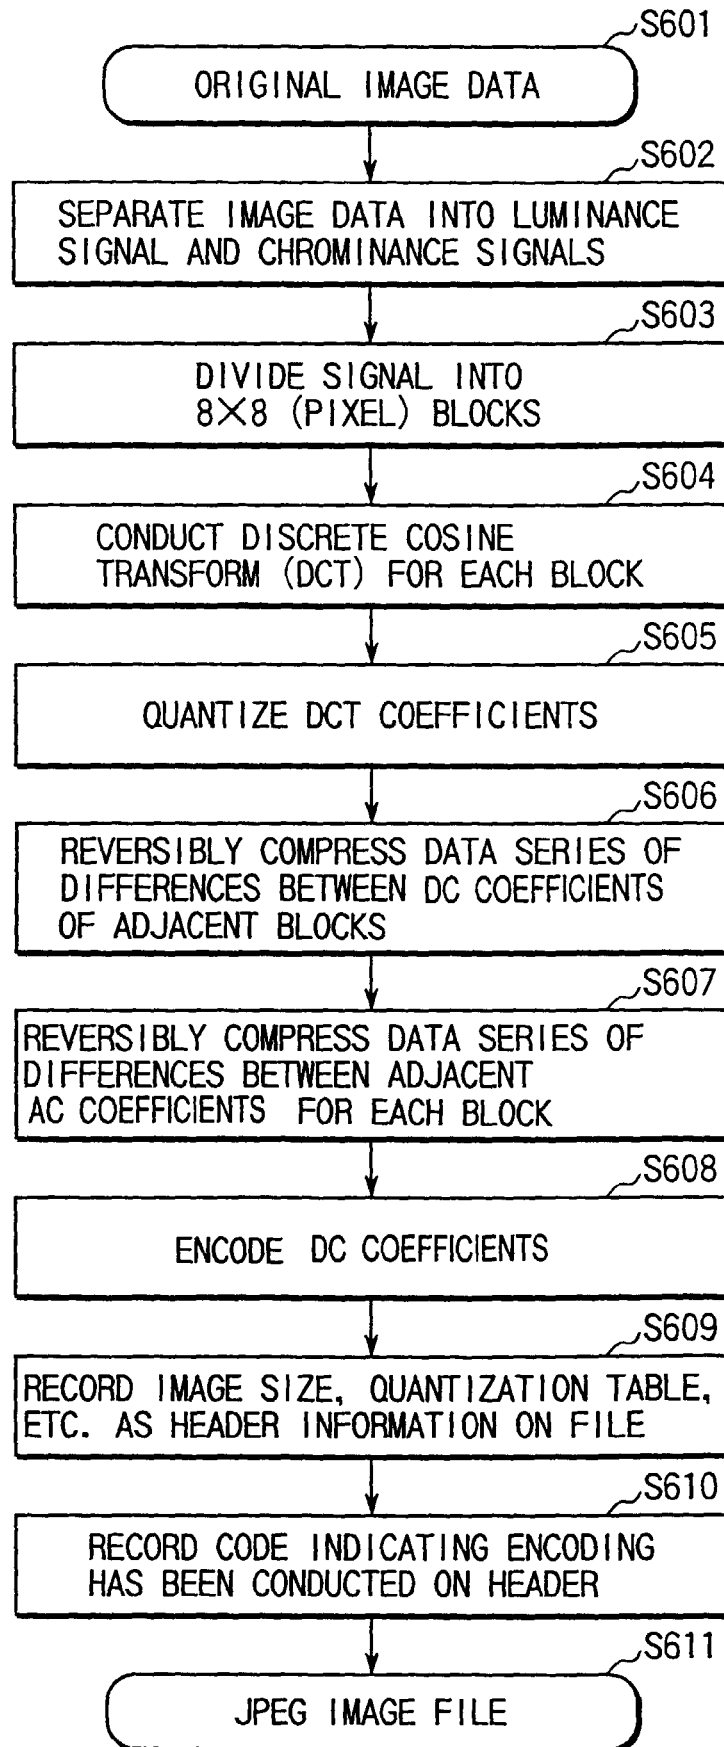 S601
ORIGINAL IMAGE DATA
S602
SEPARATE IMAGE DATA INTO LUMINANCE
SIGNAL AND CHROMINANCE SIGNALS
S603
DIVIDE SIGNAL INTO
8×8 (PIXEL) BLOCKS
S604
CONDUCT DISCRETE COSINE
TRANSFORM (DCT) FOR EACH BLOCK
S605
QUANTIZE DCT COEFFICIENTS
S606
REVERSIBLY COMPRESS DATA SERIES OF
DIFFERENCES BETWEEN DC COEFFICIENTS
OF ADJACENT BLOCKS
S607
REVERSIBLY COMPRESS DATA SERIES OF
DIFFERENCES BETWEEN ADJACENT
AC COEFFICIENTS FOR EACH BLOCK
S608
ENCODE DC COEFFICIENTS
S609
RECORD IMAGE SIZE, QUANTIZATION TABLE,
ETC. AS HEADER INFORMATION ON FILE
S610
RECORD CODE INDICATING ENCODING
HAS BEEN CONDUCTED ON HEADER
S611
JPEG IMAGE FILE